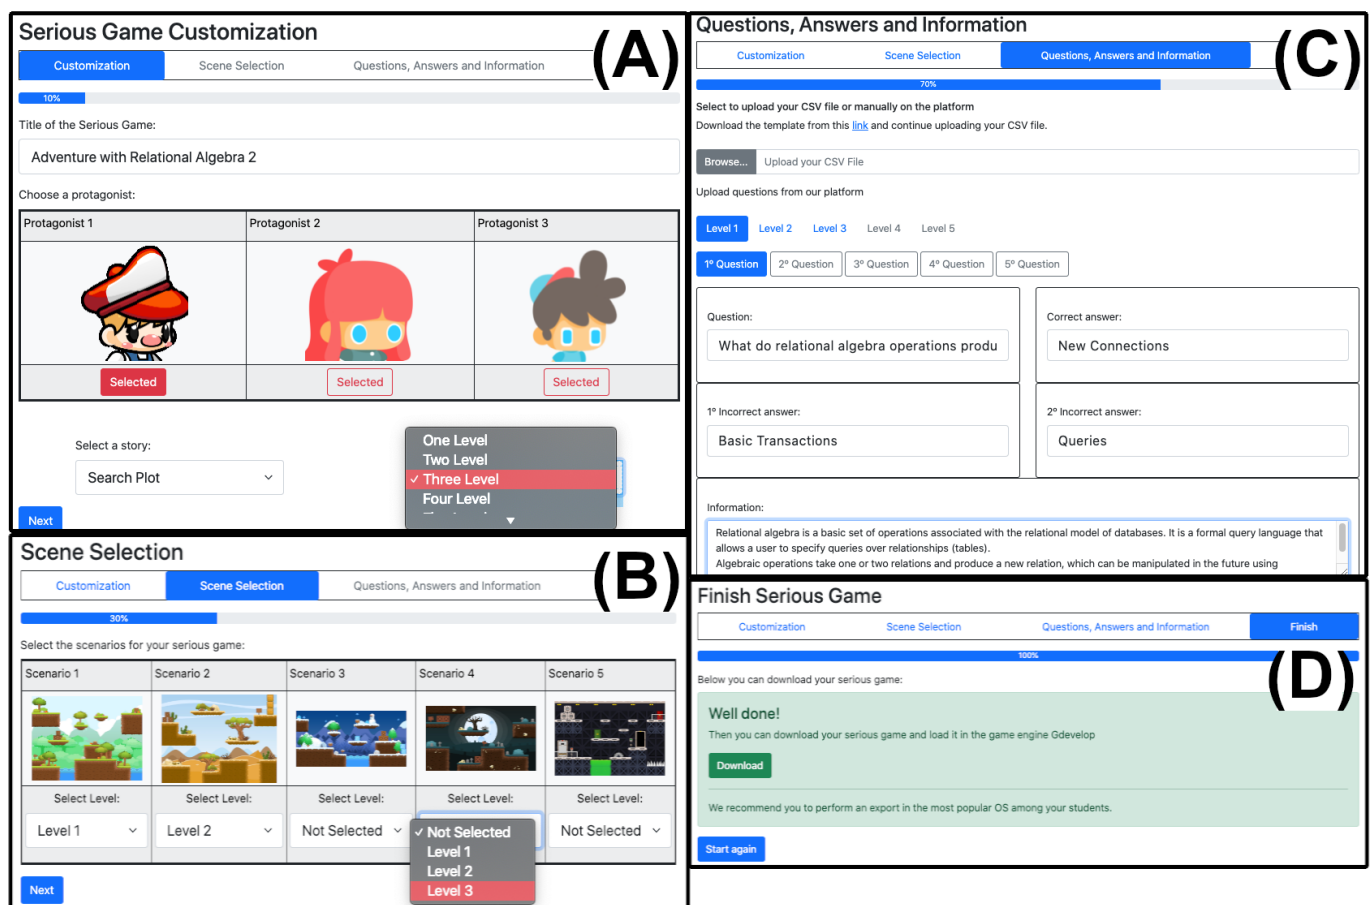 Serious Game Customization
(A)
Customization Scene Selection Questions, Answers and Information
10%
Title of the Serious Game:
Adventure with Relational Algebra 2
Choose a protagonist:
Protagonist 1 Protagonist 2 Protagonist 3
Selected Selected Selected
Select a story:
Search Plot
One Level
Two Level
✓ Three Level
Four Level
Next
Scene Selection
(B)
Customization Scene Selection Questions, Answers and Information
30%
Select the scenarios for your serious game:
Scenario 1 Scenario 2 Scenario 3 Scenario 4 Scenario 5
Select Level: Select Level: Select Level: Select Level: Select Level:
Level 1 Level 2 Not Selected ✓ Not Selected Not Selected
Level 1
Level 2
Level 3
Next
Questions, Answers and Information
(C)
Customization Scene Selection Questions, Answers and Information
70%
Select to upload your CSV file or manually on the platform
Download the template from this link and continue uploading your CSV file.
Browse... Upload your CSV File
Upload questions from our platform
Level 1 Level 2 Level 3 Level 4 Level 5
1º Question 2º Question 3º Question 4º Question 5º Question
Question: Correct answer:
What do relational algebra operations produ New Connections
1º Incorrect answer: 2º Incorrect answer:
Basic Transactions Queries
Information:
Relational algebra is a basic set of operations associated with the relational model of databases. It is a formal query language that
allows a user to specify queries over relationships (tables).
Algebraic operations take one or two relations and produce a new relation, which can be manipulated in the future using
Finish Serious Game
Customization Scene Selection Questions, Answers and Information Finish
100%
(D)
Below you can download your serious game:
Well done!
Then you can download your serious game and load it in the game engine Gdevelop
Download
We recommend you to perform an export in the most popular OS among your students.
Start again